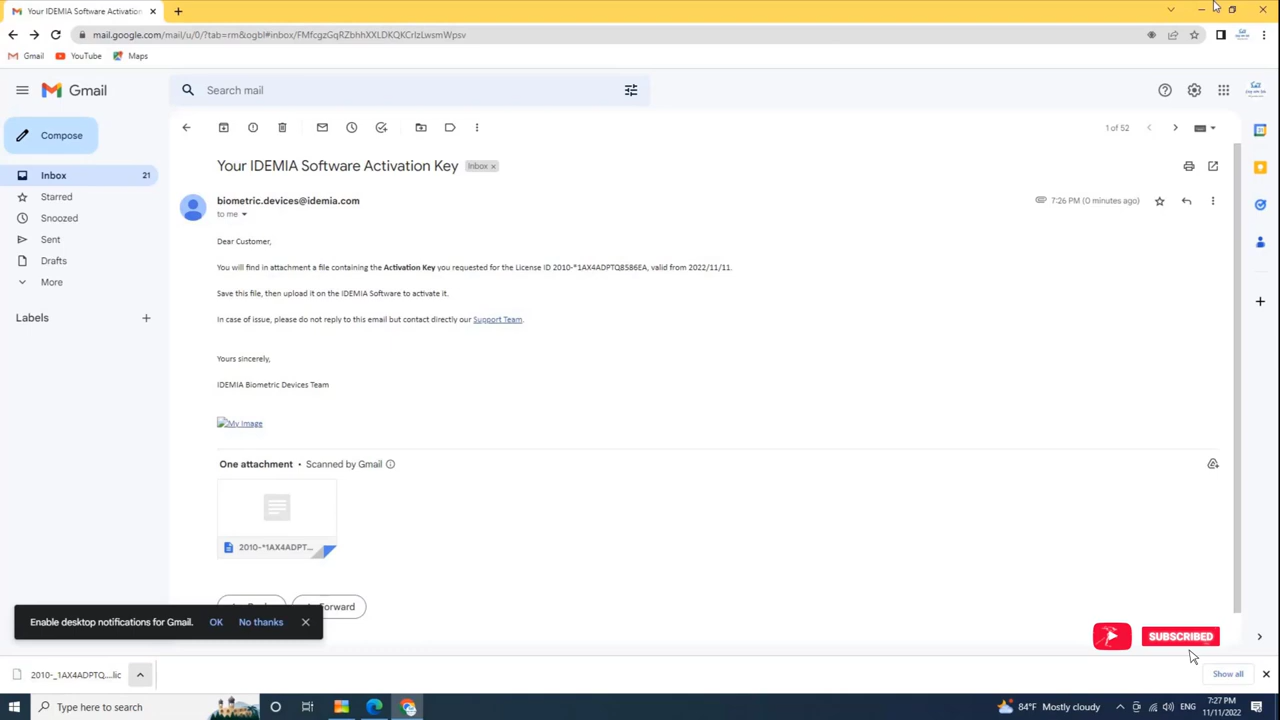 Your IDEMIA Software Activation
mail.google.com/mail/u/0/?tab=rm&ogbl#inbox/FMfcgzGqRZbhhXXLDKQKCrlzLwsmWpsv
Gmail YouTube Maps
Gmail
Search mail
Compose
1 of 52
Inbox 21
Starred
Snoozed
Sent
Drafts
More
Labels
Your IDEMIA Software Activation Key Inbox x
biometric.devices@idemia.com
7:26 PM (0 minutes ago)
to me
Dear Customer,
You will find in attachment a file containing the Activation Key you requested for the License ID 2010-*1AX4ADPTQ8586EA, valid from 2022/11/11.
Save this file, then upload it on the IDEMIA Software to activate it.
In case of issue, please do not reply to this email but contact directly our Support Team.
Yours sincerely,
IDEMIA Biometric Devices Team
My Image
One attachment • Scanned by Gmail
2010-*1AX4ADPT...
Forward
Enable desktop notifications for Gmail. OK No thanks
SUBSCRIBED
2010-_1AX4ADPTQ....lic
Show all
Type here to search
84°F Mostly cloudy
ENG
7:27 PM
11/11/2022